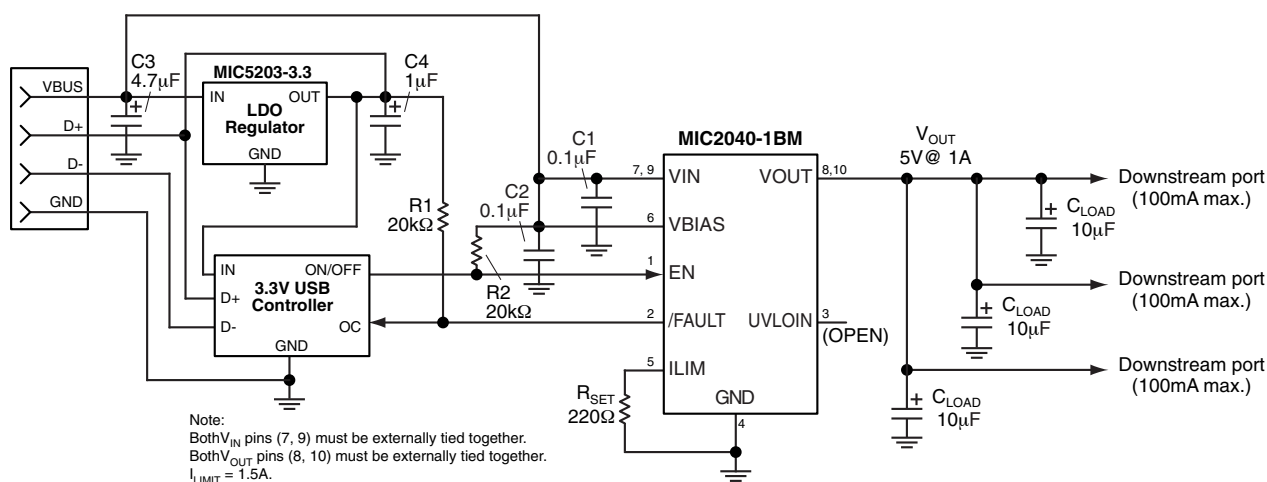 VBUS
D+
D-
GND
C3
4.7µF
+
MIC5203-3.3
IN
OUT
LDO
Regulator
GND
C4
1µF
+
R1
20kΩ
IN
ON/OFF
3.3V USB
Controller
D+
D-
OC
GND
C1
0.1µF
C2
0.1µF
R2
20kΩ
MIC2040-1BM
7, 9
VIN
VOUT
8,10
6
VBIAS
1
EN
2
/FAULT
UVLOIN
3
(OPEN)
5
ILIM
GND
4
RSET
220Ω
VOUT
5V@ 1A
Downstream port
(100mA max.)
+
CLOAD
10µF
Downstream port
(100mA max.)
+
CLOAD
10µF
Downstream port
(100mA max.)
+
CLOAD
10µF
Note:
BothVIN pins (7, 9) must be externally tied together.
BothVOUT pins (8, 10) must be externally tied together.
ILIMIT = 1.5A.